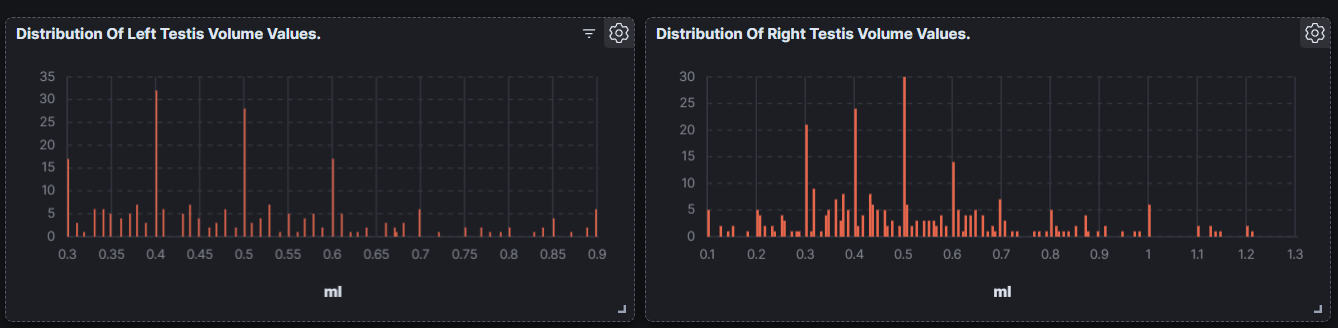 Distribution Of Left Testis Volume Values.
35
30
25
20
15
10
5
0
0.3 0.35 0.4 0.45 0.5 0.55 0.6 0.65 0.7 0.75 0.8 0.85 0.9
ml
Distribution Of Right Testis Volume Values.
30
25
20
15
10
5
0
0.1 0.2 0.3 0.4 0.5 0.6 0.7 0.8 0.9 1 1.1 1.2 1.3
ml